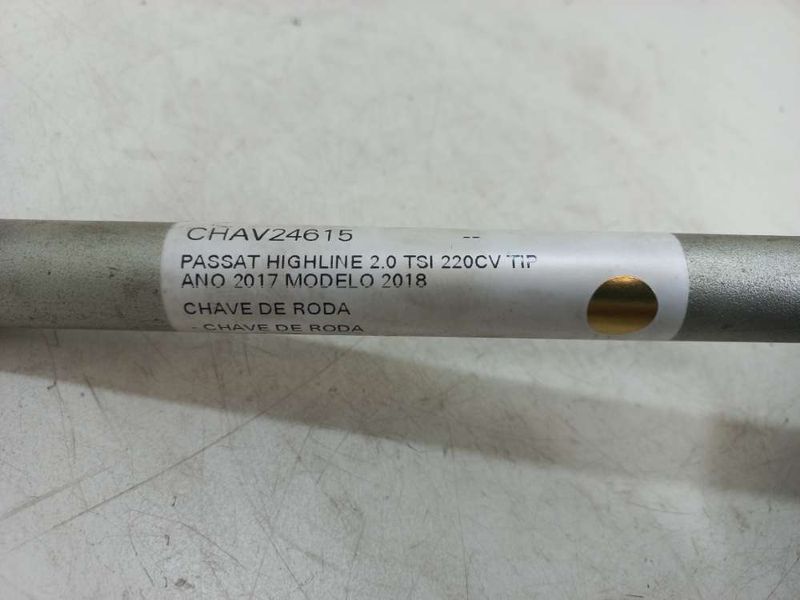 CHAV24615 --
PASSAT HIGHLINE 2.0 TSI 220CV TIP
ANO 2017 MODELO 2018
CHAVE DE RODA
- CHAVE DE RODA